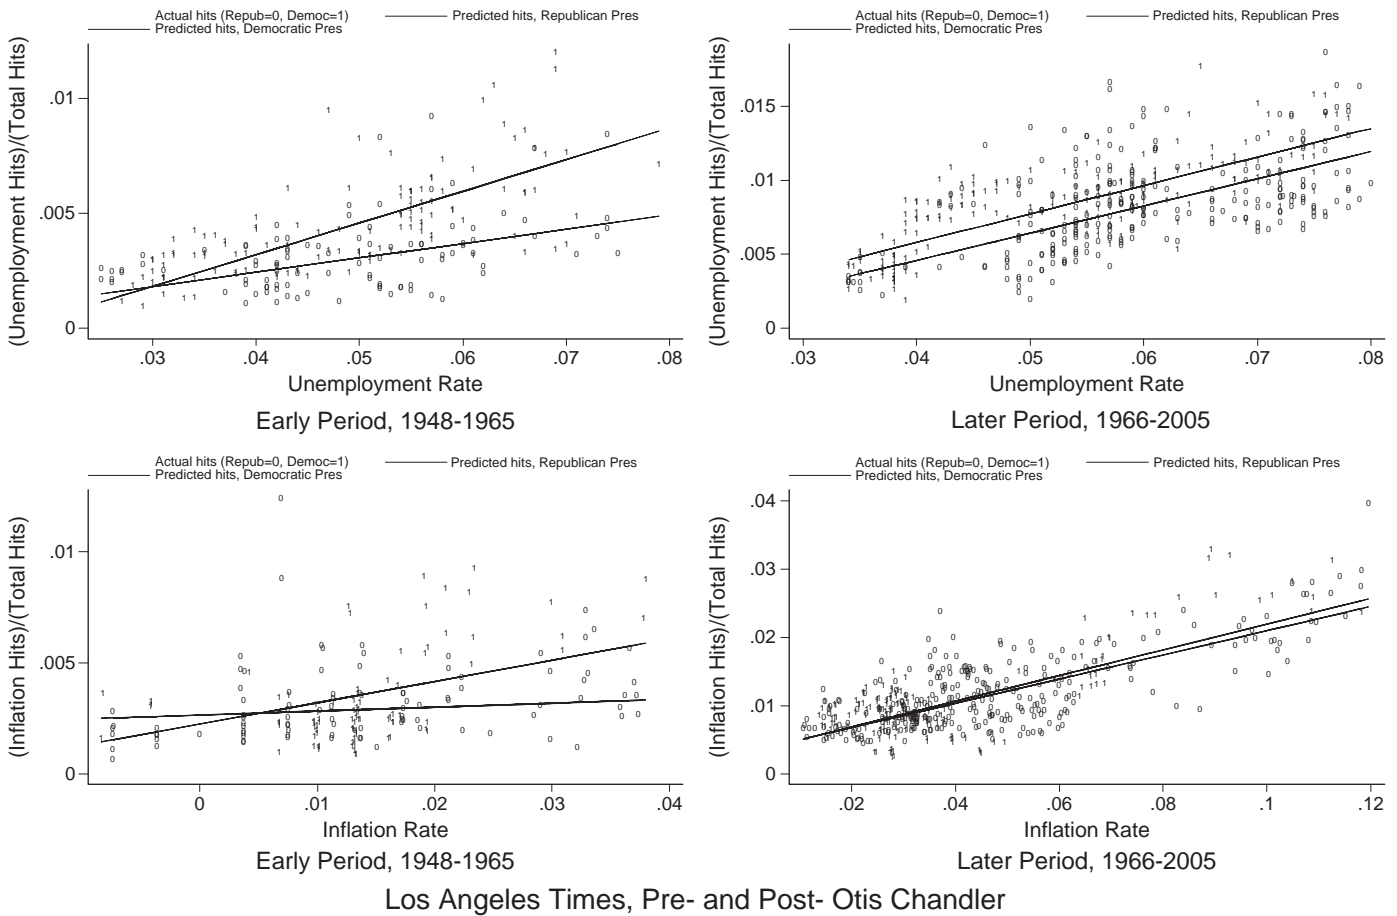 Actual hits (Repub=0, Democ=1)
Predicted hits, Republican Pres
Predicted hits, Democratic Pres
(Unemployment Hits)/(Total Hits)
.01
.005
0
.03 .04 .05 .06 .07 .08
Unemployment Rate
Early Period, 1948-1965
Actual hits (Repub=0, Democ=1)
Predicted hits, Republican Pres
Predicted hits, Democratic Pres
(Unemployment Hits)/(Total Hits)
.015
.01
.005
0
.03 .04 .05 .06 .07 .08
Unemployment Rate
Later Period, 1966-2005
Actual hits (Repub=0, Democ=1)
Predicted hits, Republican Pres
Predicted hits, Democratic Pres
(Inflation Hits)/(Total Hits)
.01
.005
0
0 .01 .02 .03 .04
Inflation Rate
Early Period, 1948-1965
Actual hits (Repub=0, Democ=1)
Predicted hits, Republican Pres
Predicted hits, Democratic Pres
(Inflation Hits)/(Total Hits)
.04
.03
.02
.01
0
.02 .04 .06 .08 .1 .12
Inflation Rate
Later Period, 1966-2005
Los Angeles Times, Pre- and Post- Otis Chandler